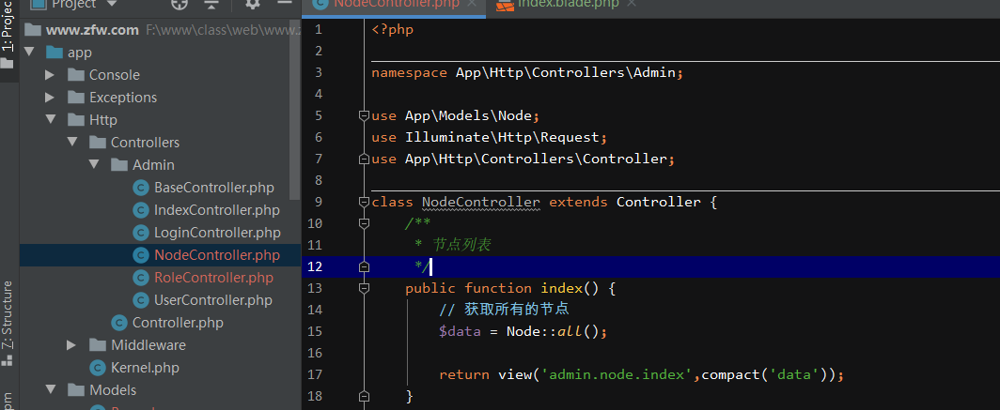 Project
NodeController.php
index.blade.php
1: Project
www.zfw.com F:\www\class\web\www.z
app
Console
Exceptions
Http
Controllers
Admin
BaseController.php
IndexController.php
LoginController.php
NodeController.php
RoleController.php
UserController.php
Controller.php
Middleware
Kernel.php
Models
Z: Structure
1 <?php
2
3 namespace App\Http\Controllers\Admin;
4
5 use App\Models\Node;
6 use Illuminate\Http\Request;
7 use App\Http\Controllers\Controller;
8
9 class NodeController extends Controller {
10 /**
11 * 节点列表
12 */
13 public function index() {
14 // 获取所有的节点
15 $data = Node::all();
16
17 return view('admin.node.index',compact('data'));
18 }